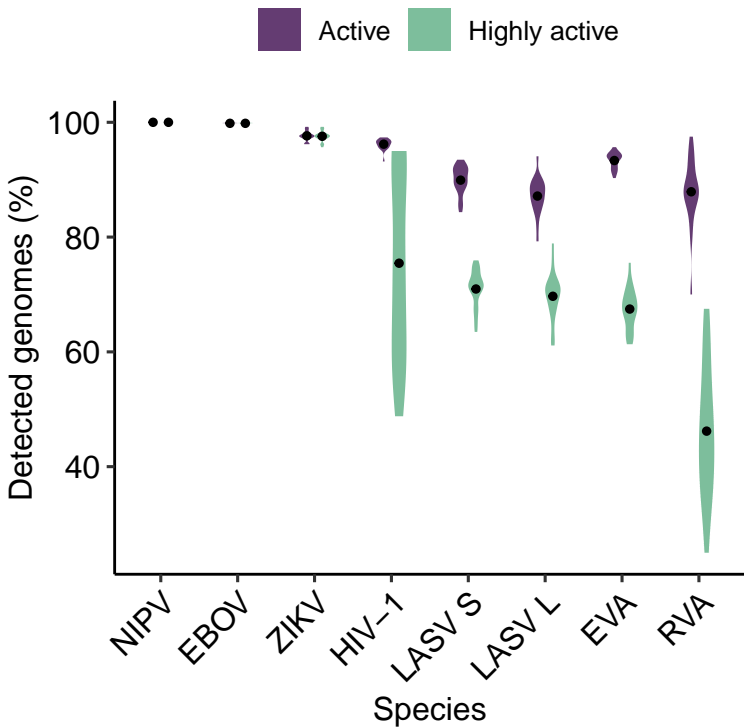 Active Highly active
Detected genomes (%)
100
80
60
40
NIPV EBOV ZIKV HIV−1 LASV S LASV L EVA RVA
Species